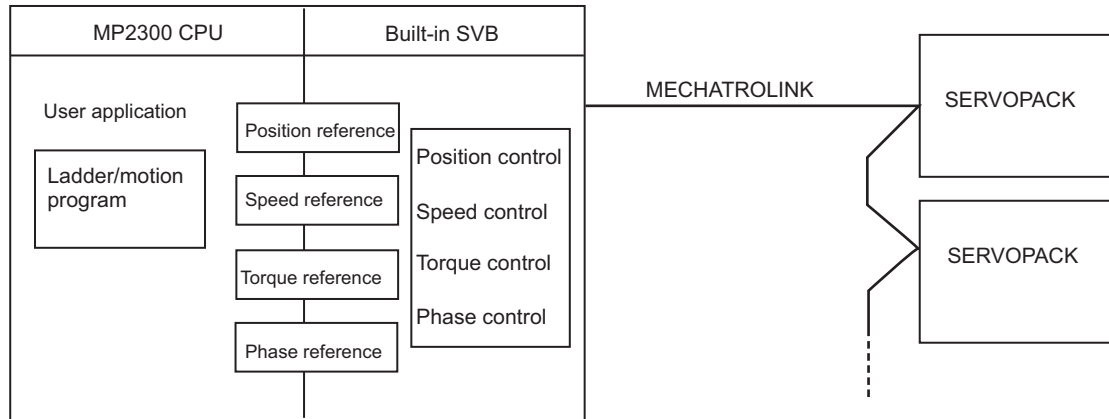 MP2300 CPU
Built-in SVB
User application
Ladder/motion
program
Position reference
Speed reference
Torque reference
Phase reference
Position control
Speed control
Torque control
Phase control
MECHATROLINK
SERVOPACK
SERVOPACK